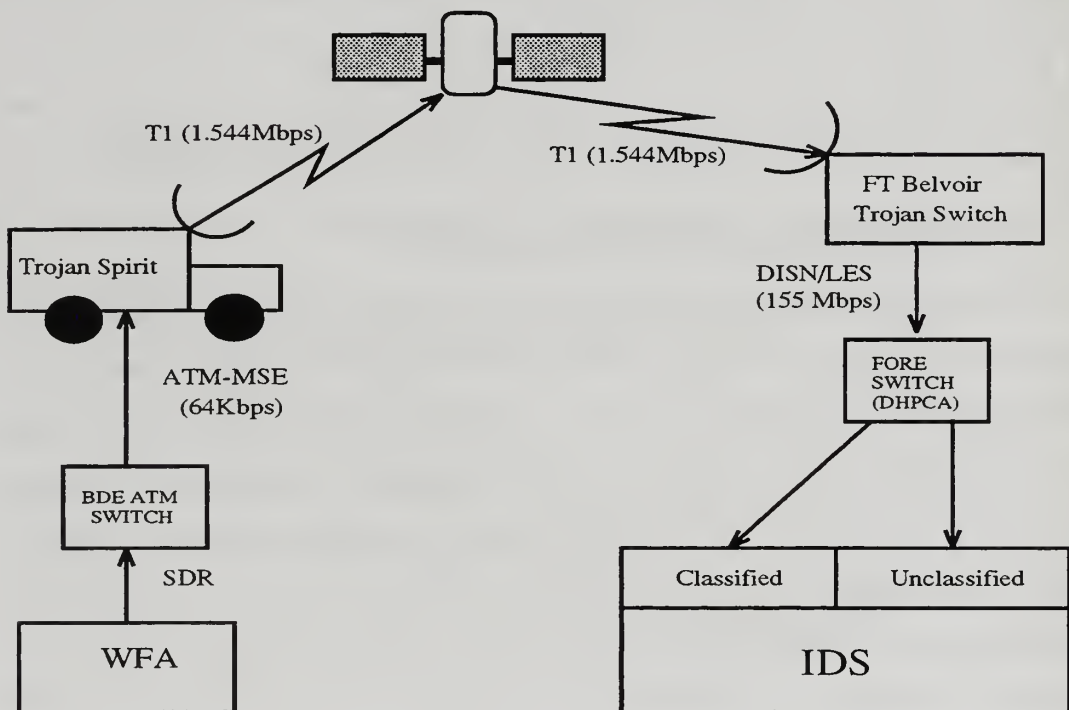 T1 (1.544Mbps)
T1 (1.544Mbps)
FT Belvoir
Trojan Switch
Trojan Spirit
DISN/LES
(155 Mbps)
ATM-MSE
(64Kbps)
FORE
SWITCH
(DHPCA)
BDE ATM
SWITCH
SDR
Classified
Unclassified
WFA
IDS